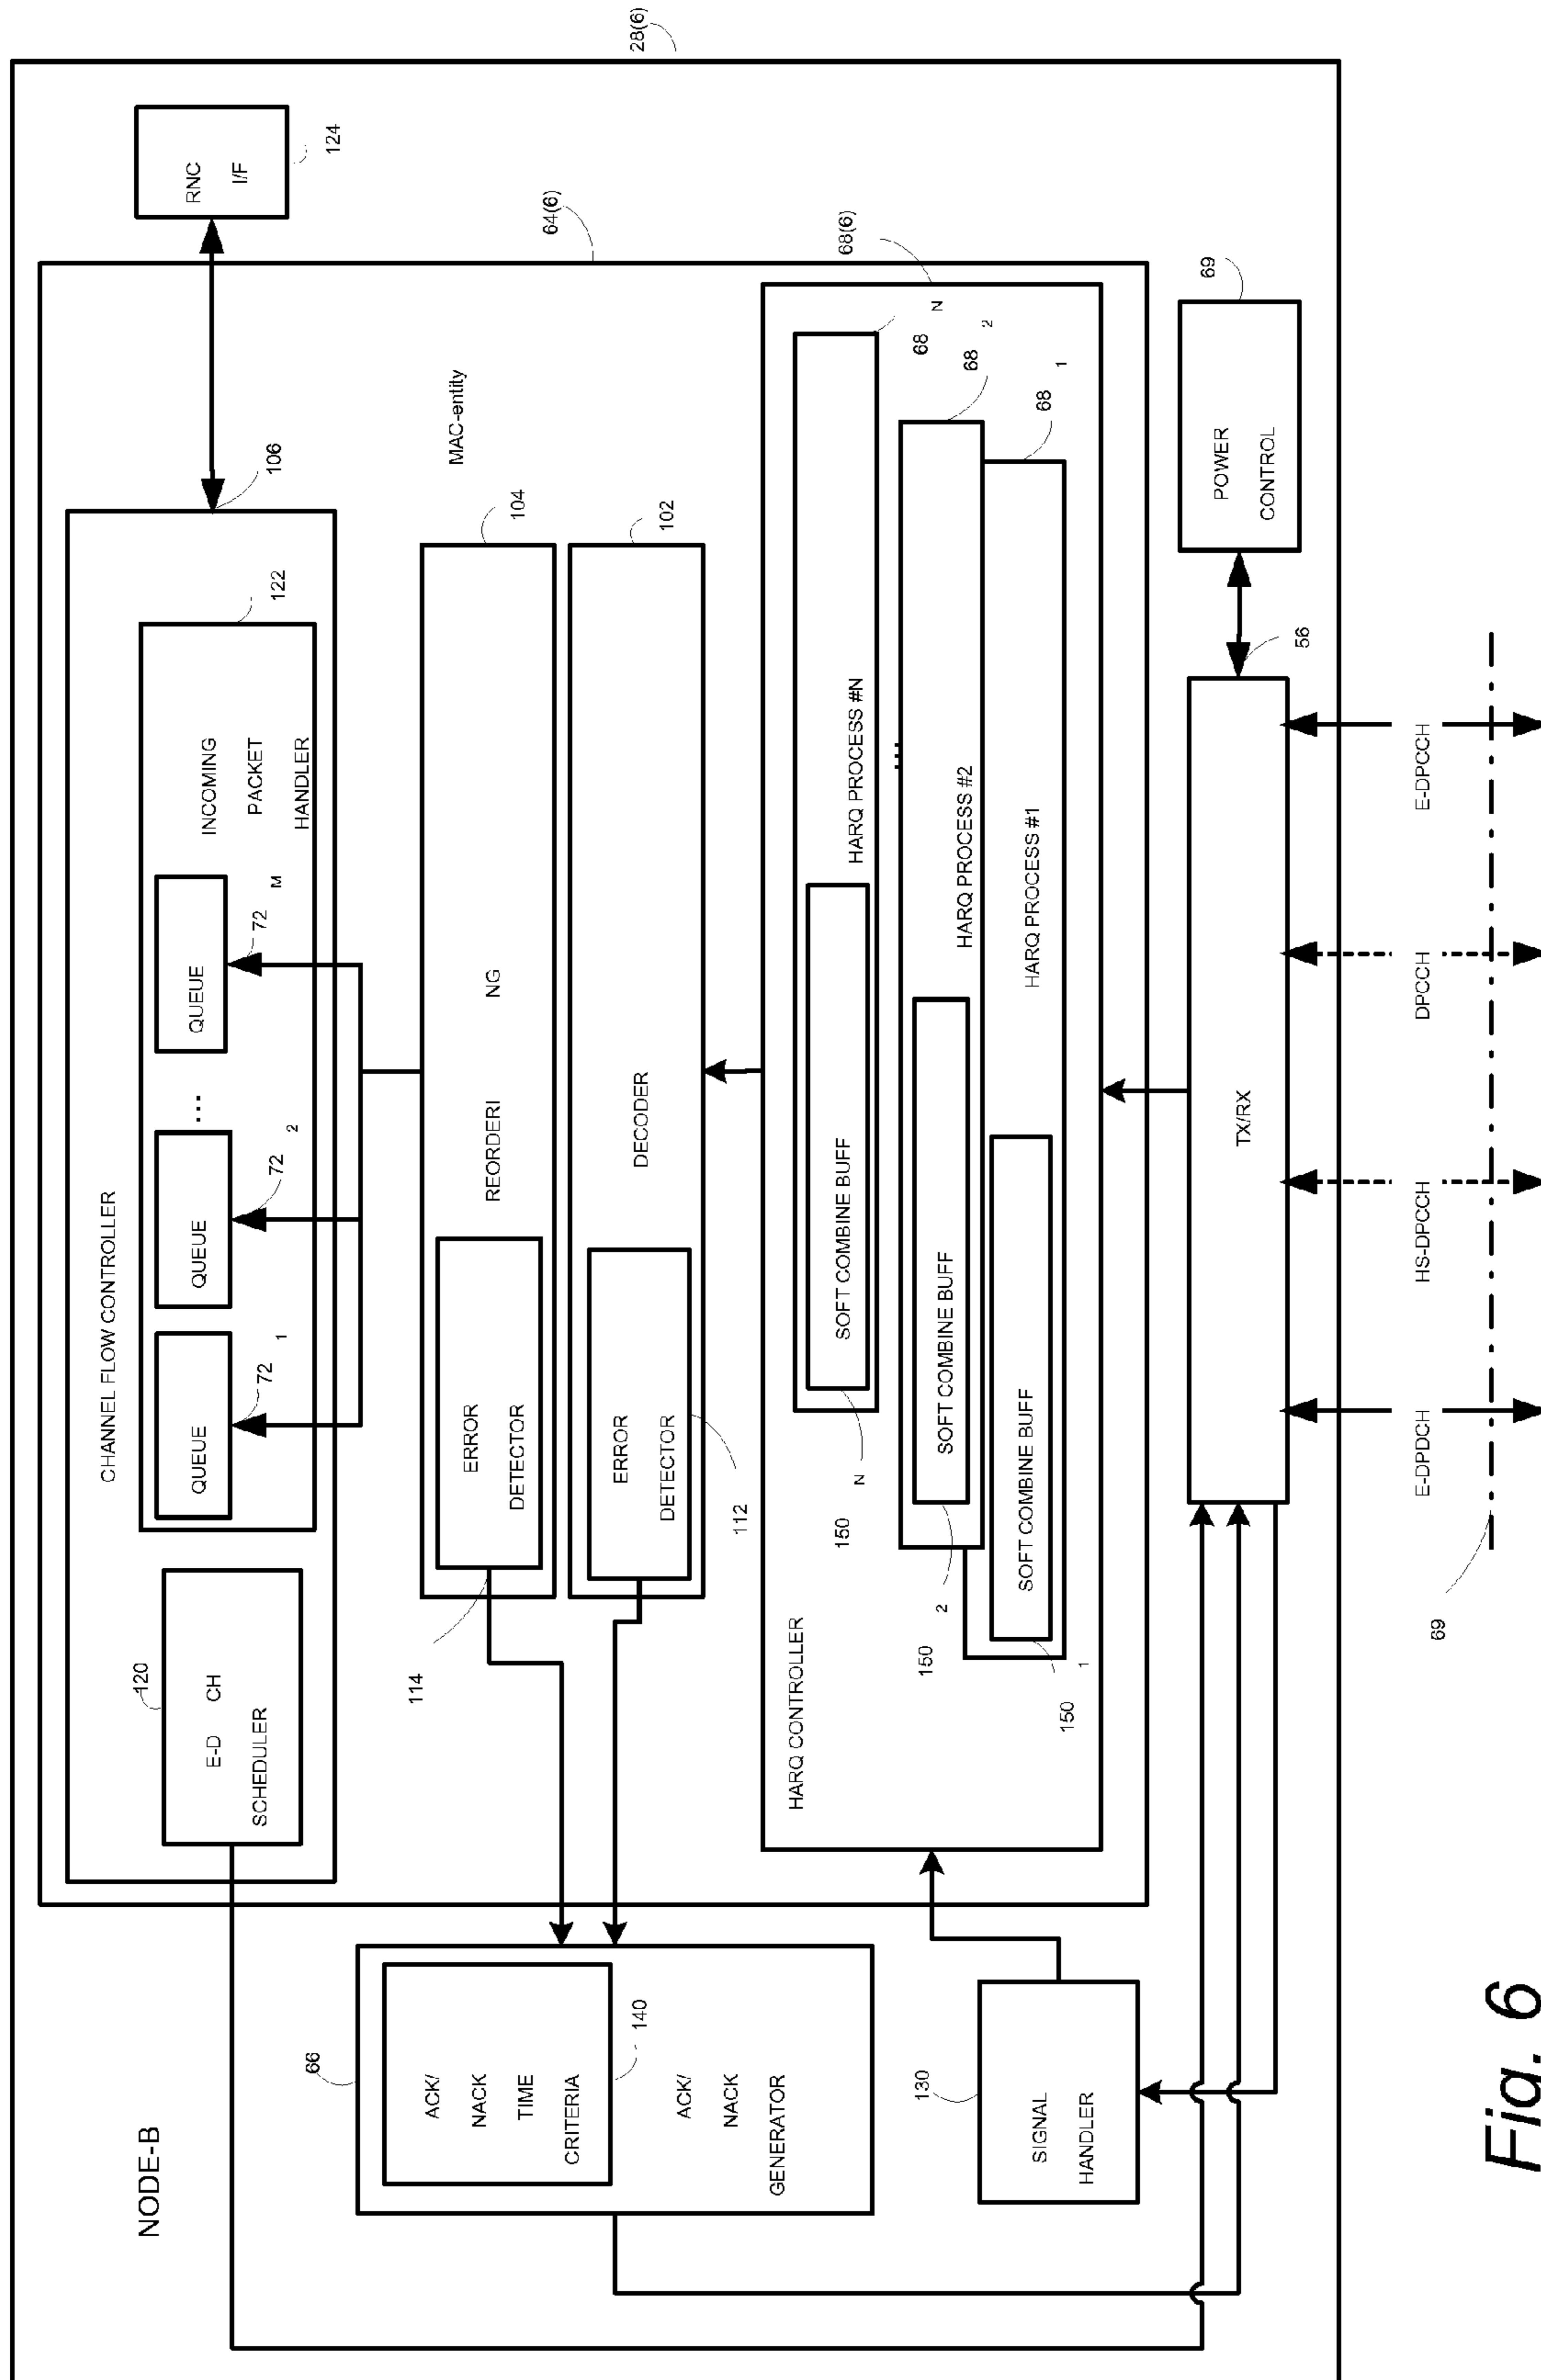 NODE-B
28(6)
CHANNEL FLOW CONTROLLER
120
E-D CH
SCHEDULER
QUEUE
72 1
QUEUE
72 2
...
QUEUE
72 M
INCOMING
PACKET
HANDLER
122
106
RNC
I/F
124
64(6)
MAC-entity
66
ACK/
NACK
TIME
CRITERIA
140
ACK/
NACK
GENERATOR
114
ERROR
DETECTOR
REORDERI NG
104
ERROR
DETECTOR
112
DECODER
102
HARQ CONTROLLER
68(6)
SOFT COMBINE BUFF
HARQ PROCESS #N
68 N
150 N
...
SOFT COMBINE BUFF
HARQ PROCESS #2
68 2
150 2
SOFT COMBINE BUFF
HARQ PROCESS #1
68 1
150 1
130
SIGNAL
HANDLER
TX/RX
56
POWER
CONTROL
69
E-DPDCH
HS-DPCCH
DPCCH
E-DPCCH
69
Fig. 6